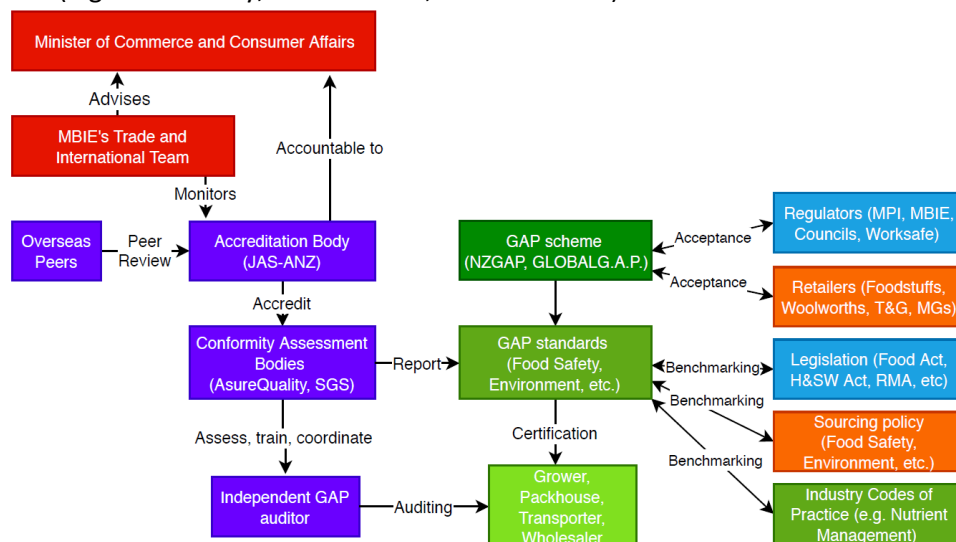 Minister of Commerce and Consumer Affairs
Advises
MBIE's Trade and
International Team
Accountable to
Monitors
Overseas
Peers
Peer
Review
Accreditation Body
(JAS-ANZ)
GAP scheme
(NZGAP, GLOBALG.A.P.)
Acceptance
Regulators (MPI, MBIE,
Councils, Worksafe)
Acceptance
Retailers (Foodstuffs,
Woolworths, T&G, MGs)
Accredit
Conformity Assessment
Bodies
(AsureQuality, SGS)
Report
GAP standards
(Food Safety,
Environment, etc.)
Benchmarking
Legislation (Food Act,
H&SW Act, RMA, etc)
Benchmarking
Sourcing policy
(Food Safety,
Environment, etc.)
Assess, train, coordinate
Certification
Benchmarking
Independent GAP
auditor
Auditing
Grower,
Packhouse,
Transporter,
Wholesaler
Industry Codes of
Practice (e.g. Nutrient
Management)